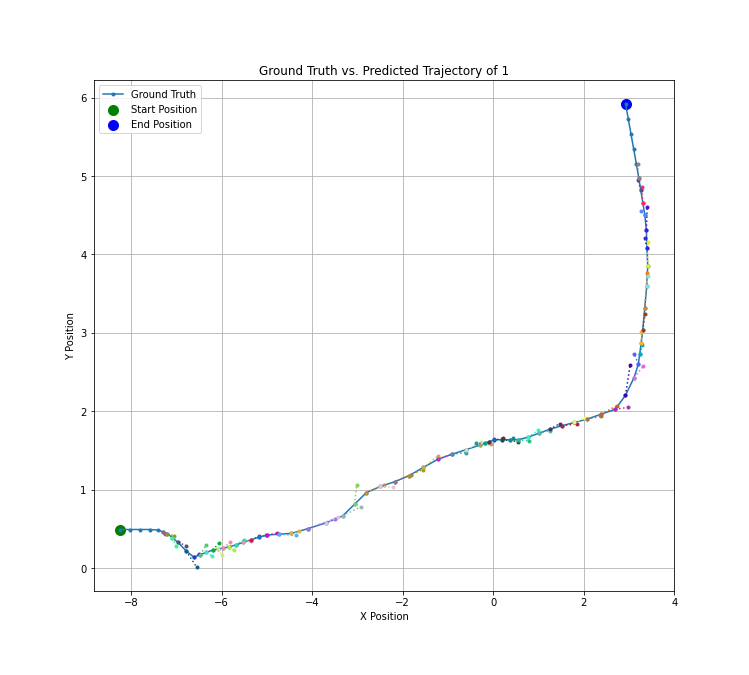 Ground Truth vs. Predicted Trajectory of 1
Ground Truth
Start Position
End Position
Y Position
6
5
4
3
2
1
0
−8
−6
−4
−2
0
2
4
X Position